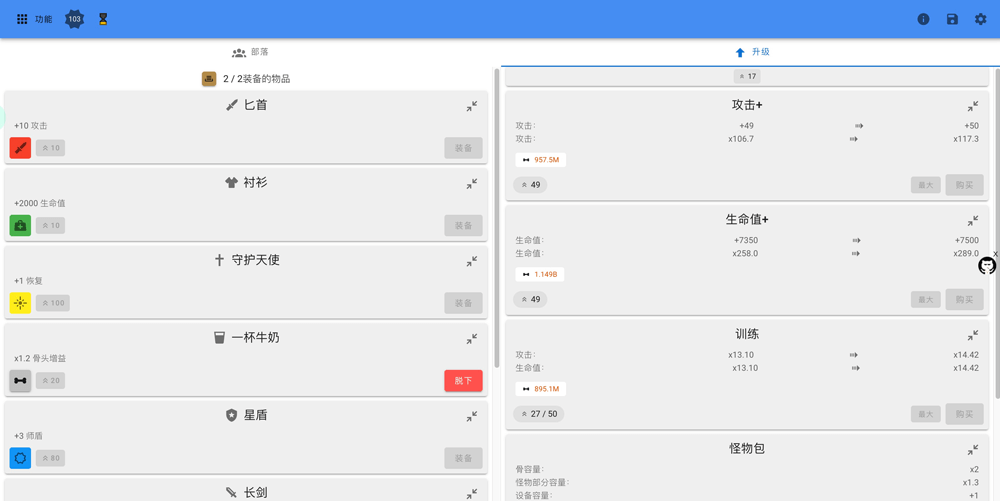 功能
103
部落
升级
2 / 2装备的物品
匕首
+10 攻击
10
装备
衬衫
+2000 生命值
10
装备
守护天使
+1 恢复
100
装备
一杯牛奶
x1.2 骨头增益
20
脱下
星盾
+3 师盾
80
装备
长剑
17
攻击+
攻击: +49 +50
攻击: x106.7 x117.3
957.5M
49
最大 购买
生命值+
生命值: +7350 +7500
生命值: x258.0 x289.0
1.149B
49
最大 购买
x
训练
攻击: x13.10 x14.42
生命值: x13.10 x14.42
895.1M
27 / 50
最大 购买
怪物包
骨容量: x2
怪物部分容量: x1.3
设备容量: +1